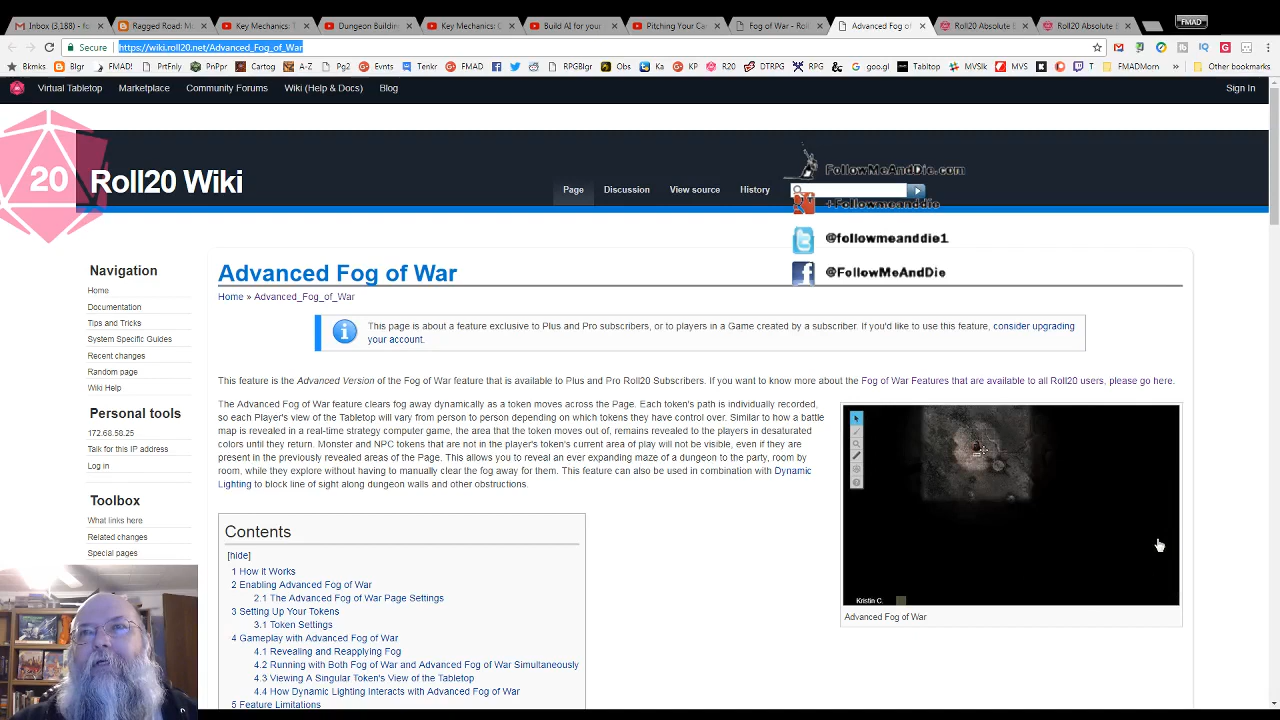 Inbox (3,188) - fo
Ragged Road: M
Key Mechanics: T
Dungeon Building
Key Mechanics: C
Build AI for your
Pitching Your Ca
Fog of War - Roll
Advanced Fog of
Roll20 Absolute B
Roll20 Absolute B
FMAD
Secure
https://wiki.roll20.net/Advanced_Fog_of_War
Bkmks
Blgr
FMAD!
PrtFnly
PnPpr
Cartog
A-Z
Pg2
Evnts
Tenkr
FMAD
RPGBlgr
Obs
Ka
KP
R20
DTRPG
RPG
goo.gl
Tabltop
MVSlk
MVS
FMADMorn
T
Other bookmarks
Virtual Tabletop
Marketplace
Community Forums
Wiki (Help & Docs)
Blog
Sign In
20
Roll20 Wiki
Page
Discussion
View source
History
FollowMeAndDie.com
+Followmeanddie
@followmeanddie1
@FollowMeAndDie
Navigation
Home
Documentation
Tips and Tricks
System Specific Guides
Recent changes
Random page
Wiki Help
Personal tools
172.68.58.25
Talk for this IP address
Log in
Toolbox
What links here
Related changes
Special pages
Advanced Fog of War
Home » Advanced_Fog_of_War
This page is about a feature exclusive to Plus and Pro subscribers, or to players in a Game created by a subscriber. If you'd like to use this feature, consider upgrading
your account.
This feature is the Advanced Version of the Fog of War feature that is available to Plus and Pro Roll20 Subscribers. If you want to know more about the Fog of War Features that are available to all Roll20 users, please go here.
The Advanced Fog of War feature clears fog away dynamically as a token moves across the Page. Each token's path is individually recorded,
so each Player's view of the Tabletop will vary from person to person depending on which tokens they have control over. Similar to how a battle
map is revealed in a real-time strategy computer game, the area that the token moves out of, remains revealed to the players in desaturated
colors until they return. Monster and NPC tokens that are not in the player's token's current area of play will not be visible, even if they are
present in the previously revealed areas of the Page. This allows you to reveal an ever expanding maze of a dungeon to the party, room by
room, while they explore without having to manually clear the fog away for them. This feature can also be used in combination with Dynamic
Lighting to block line of sight along dungeon walls and other obstructions.
Kristin C.
Advanced Fog of War
Contents
[hide]
1 How it Works
2 Enabling Advanced Fog of War
2.1 The Advanced Fog of War Page Settings
3 Setting Up Your Tokens
3.1 Token Settings
4 Gameplay with Advanced Fog of War
4.1 Revealing and Reapplying Fog
4.2 Running with Both Fog of War and Advanced Fog of War Simultaneously
4.3 Viewing A Singular Token's View of the Tabletop
4.4 How Dynamic Lighting Interacts with Advanced Fog of War
5 Feature Limitations